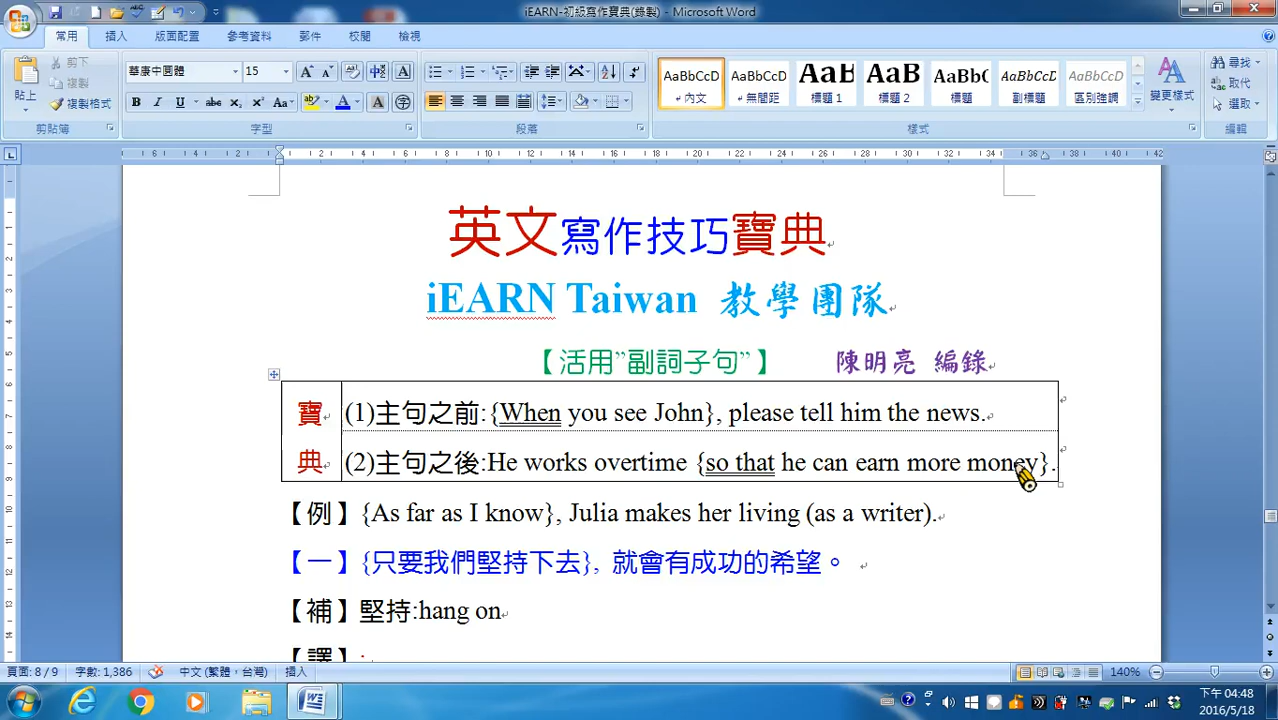 iEARN-初級寫作寶典(錄製) - Microsoft Word
常用 插入 版面配置 參考資料 郵件 校閱 檢視
貼上 剪下 複製 複製格式
華康中圓體 15
AaBbCcD AaBbCcD AaBb AaB AaBbC AaBbCcD AaBbCcD
內文 無間距 標題 1 標題 2 標題 副標題 區別強調
變更樣式
尋找 取代 選取
剪貼簿 字型 段落 樣式 編輯
英文寫作技巧寶典
iEARN Taiwan 教學團隊
【活用”副詞子句”】 陳明亮 編錄
寶 (1)主句之前:{When you see John}, please tell him the news.
典 (2)主句之後:He works overtime {so that he can earn more money}.
【例】{As far as I know}, Julia makes her living (as a writer).
【一】{只要我們堅持下去}, 就會有成功的希望。
【補】堅持:hang on
【譯】:
頁面: 8 / 9 字數: 1,386 中文 (繁體，台灣) 插入 140%
下午 04:48
2016/5/18